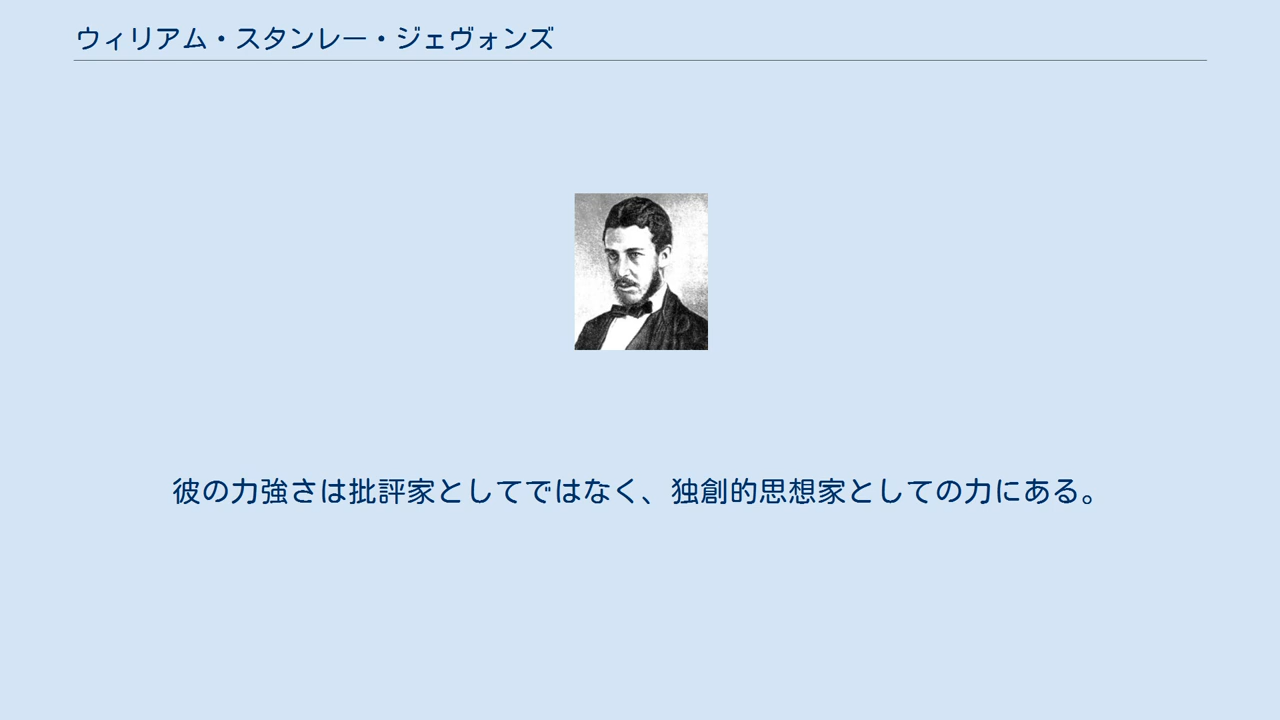 ウィリアム・スタンレー・ジェヴォンズ
彼の力強さは批評家としてではなく、独創的思想家としての力にある。